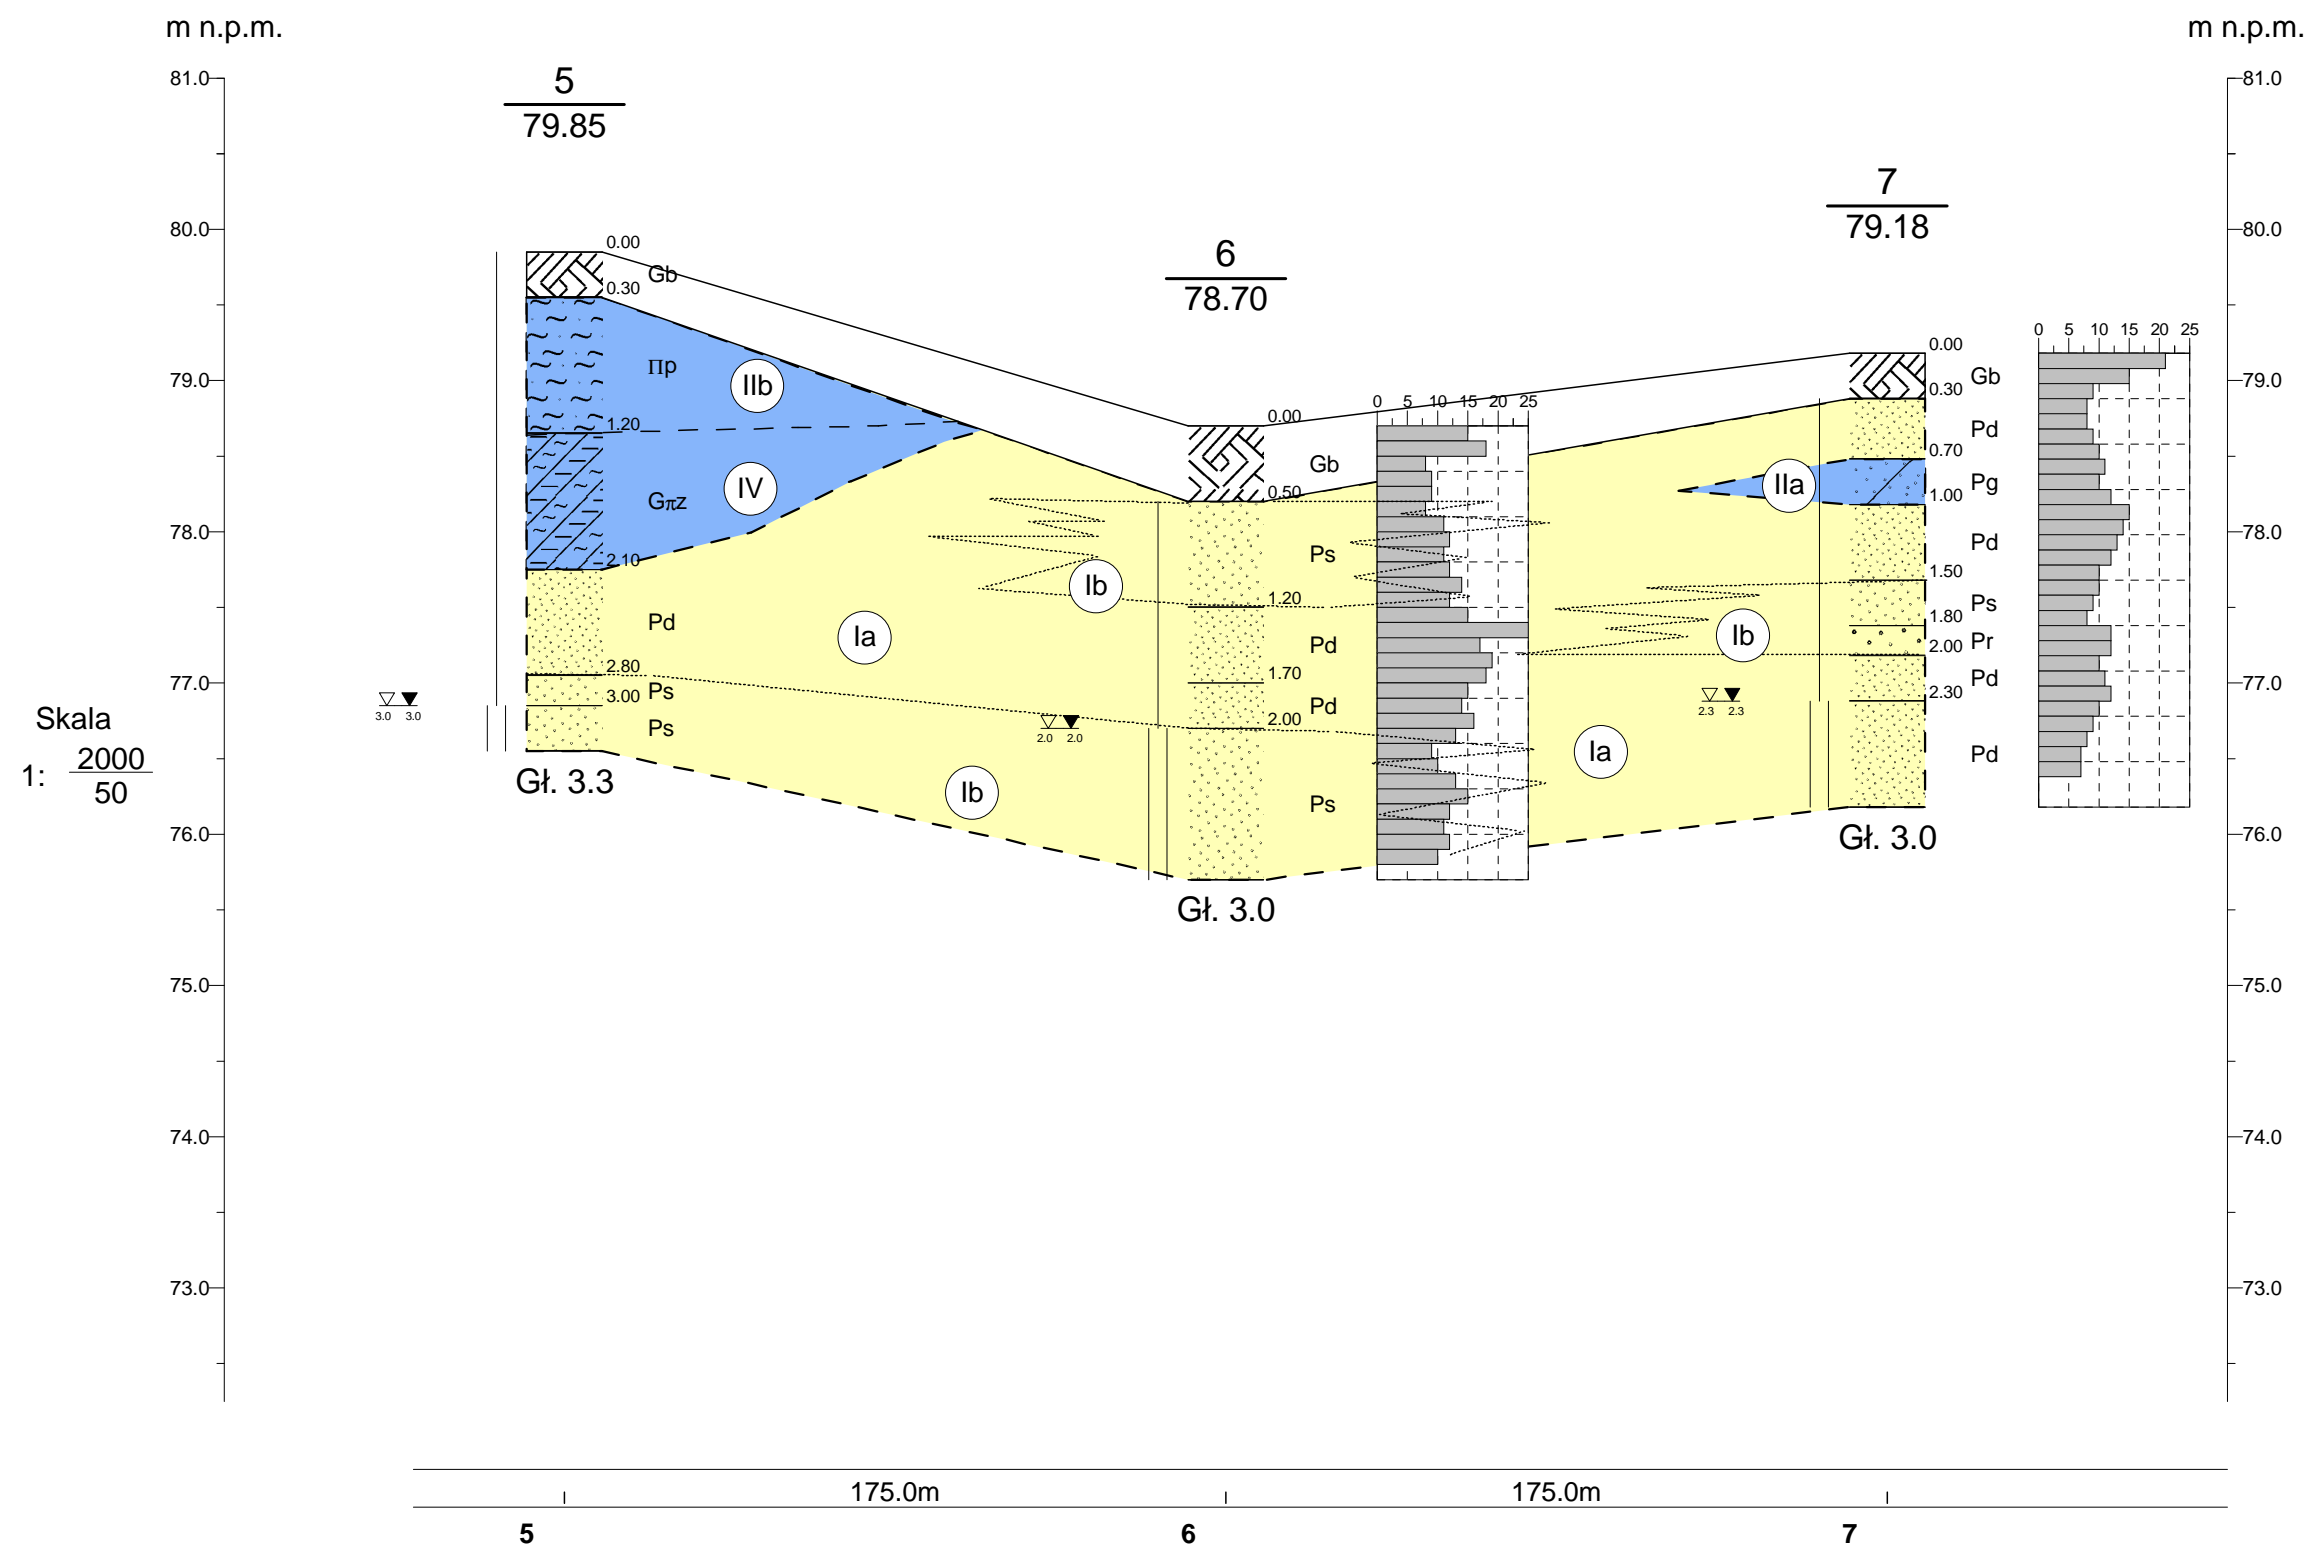 m n.p.m.
m n.p.m.
81.0
80.0
79.0
78.0
77.0
76.0
75.0
74.0
73.0
Skala
1: 2000
50
5
79.85
0.00
Gb
0.30
Πp
IIb
1.20
IV
Gπz
2.10
Pd
Ia
2.80
Ps
3.00
Ps
3.0 3.0
Gł. 3.3
Ib
6
78.70
0.00
Gb
0.50
Ps
Ib
1.20
Pd
1.70
Pd
2.00
2.0 2.0
Ps
Gł. 3.0
0 5 10 15 20 25
7
79.18
0.00
Gb
0.30
Pd
0.70
Pg
IIa
1.00
Pd
1.50
Ps
1.80
Ib
Pr
2.00
Pd
2.30
2.3 2.3
Ia
Pd
Gł. 3.0
0 5 10 15 20 25
81.0
80.0
79.0
78.0
77.0
76.0
75.0
74.0
73.0
175.0m 175.0m
5 6 7